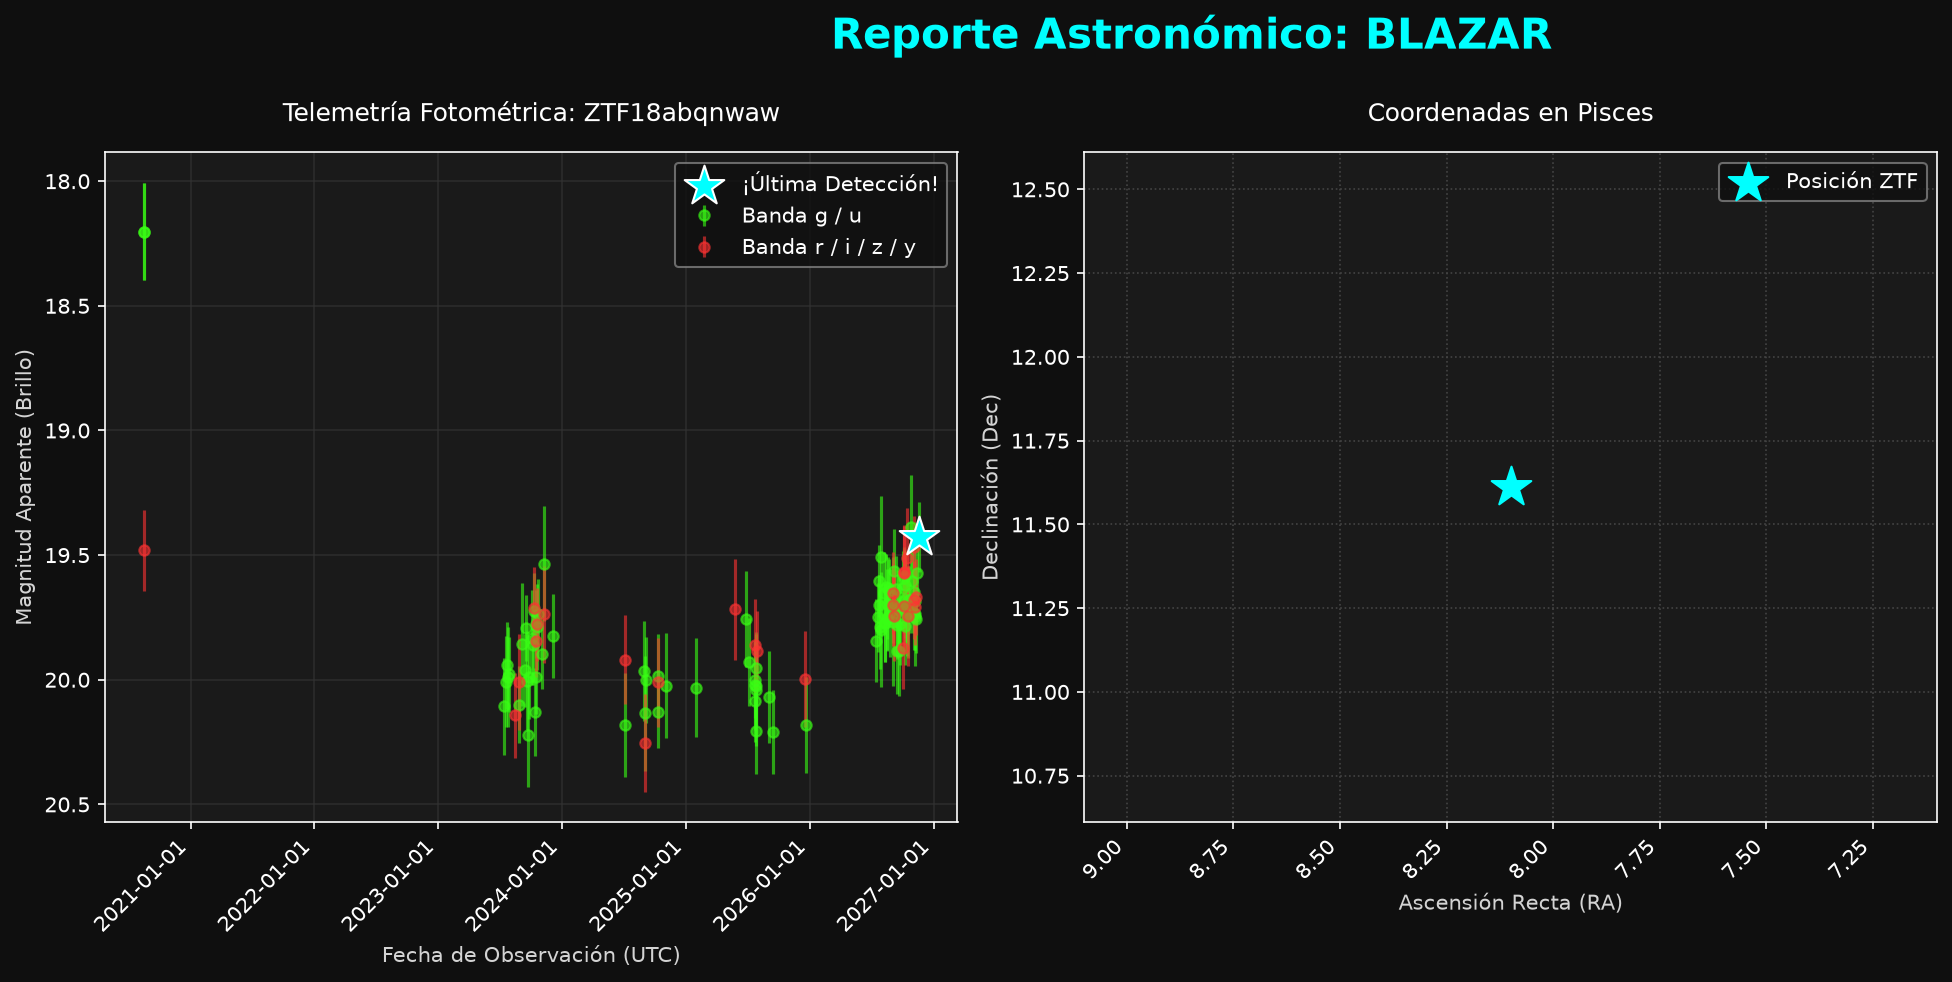 Reporte Astronómico: BLAZAR
Telemetría Fotométrica: ZTF18abqnwaw
Magnitud Aparente (Brillo)
18.0
18.5
19.0
19.5
20.0
20.5
¡Última Detección!
Banda g / u
Banda r / i / z / y
2021-01-01
2022-01-01
2023-01-01
2024-01-01
2025-01-01
2026-01-01
2027-01-01
Fecha de Observación (UTC)
Coordenadas en Pisces
Declinación (Dec)
12.50
12.25
12.00
11.75
11.50
11.25
11.00
10.75
Posición ZTF
9.00
8.75
8.50
8.25
8.00
7.75
7.50
7.25
Ascensión Recta (RA)